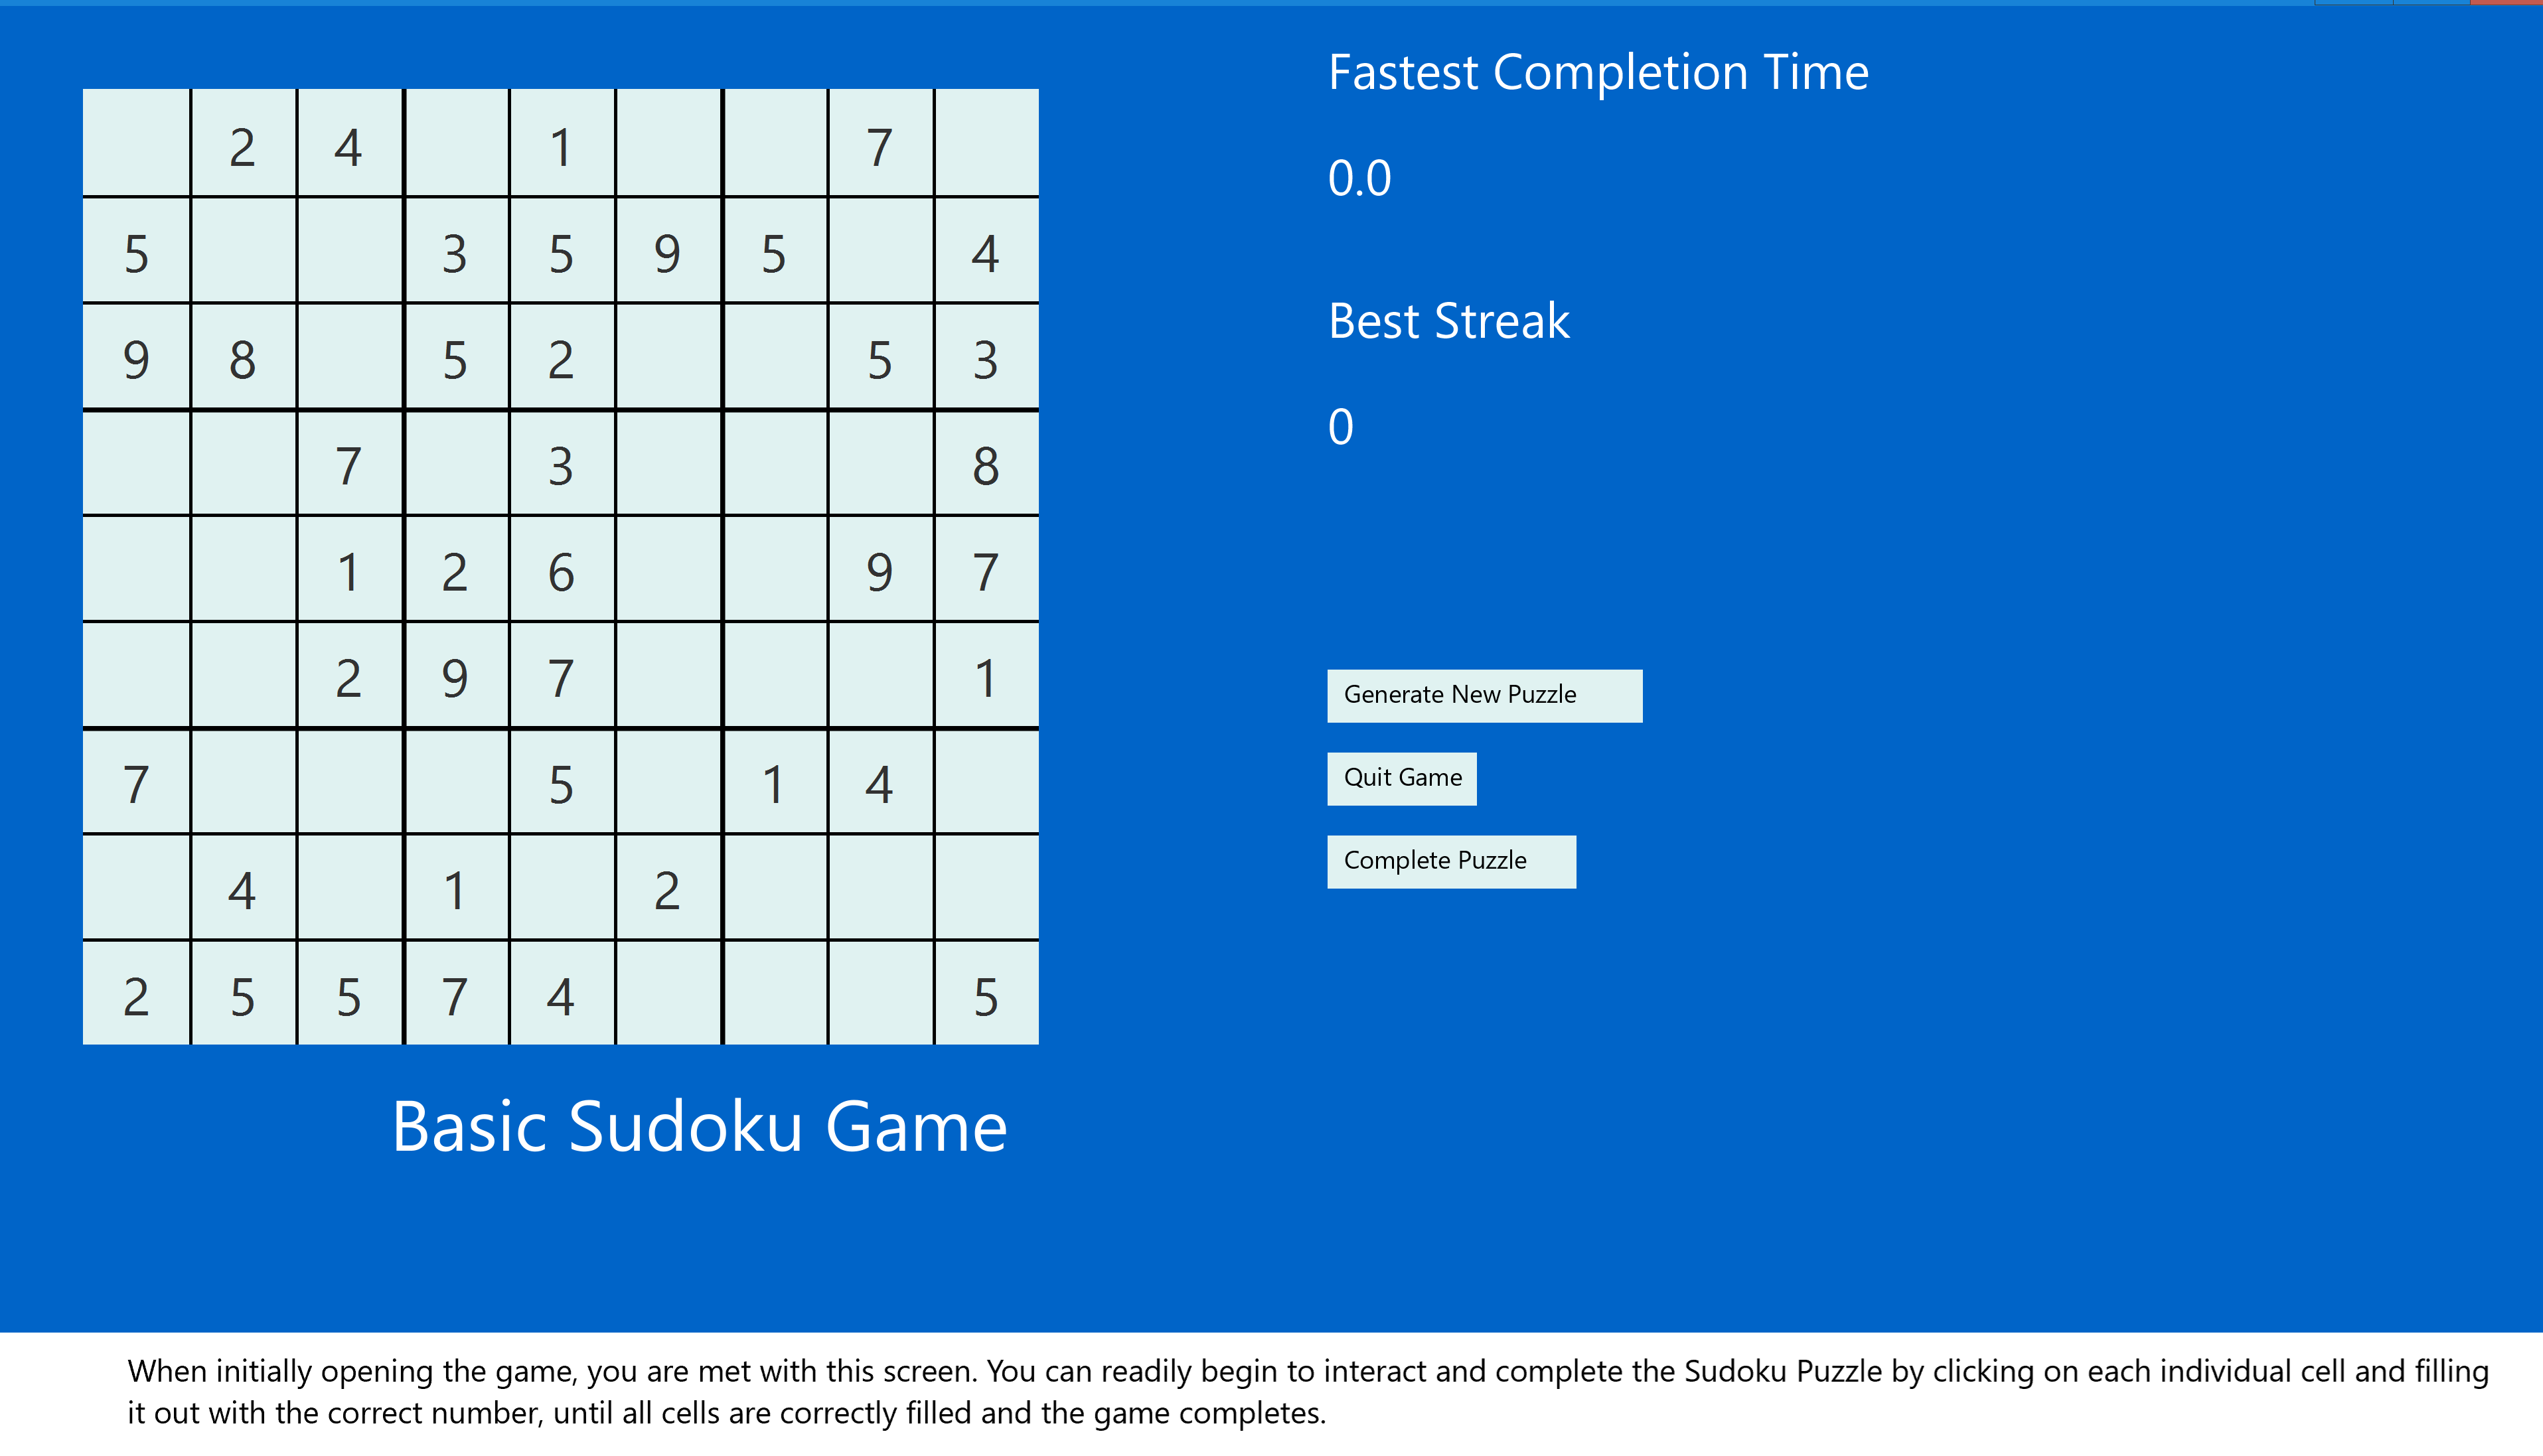 2 4 1 7
5 3 5 9 5 4
9 8 5 2 5 3
7 3 8
1 2 6 9 7
2 9 7 1
7 5 1 4
4 1 2
2 5 5 7 4 5
Basic Sudoku Game
Fastest Completion Time
0.0
Best Streak
0
Generate New Puzzle
Quit Game
Complete Puzzle
When initially opening the game, you are met with this screen. You can readily begin to interact and complete the Sudoku Puzzle by clicking on each individual cell and filling
it out with the correct number, until all cells are correctly filled and the game completes.